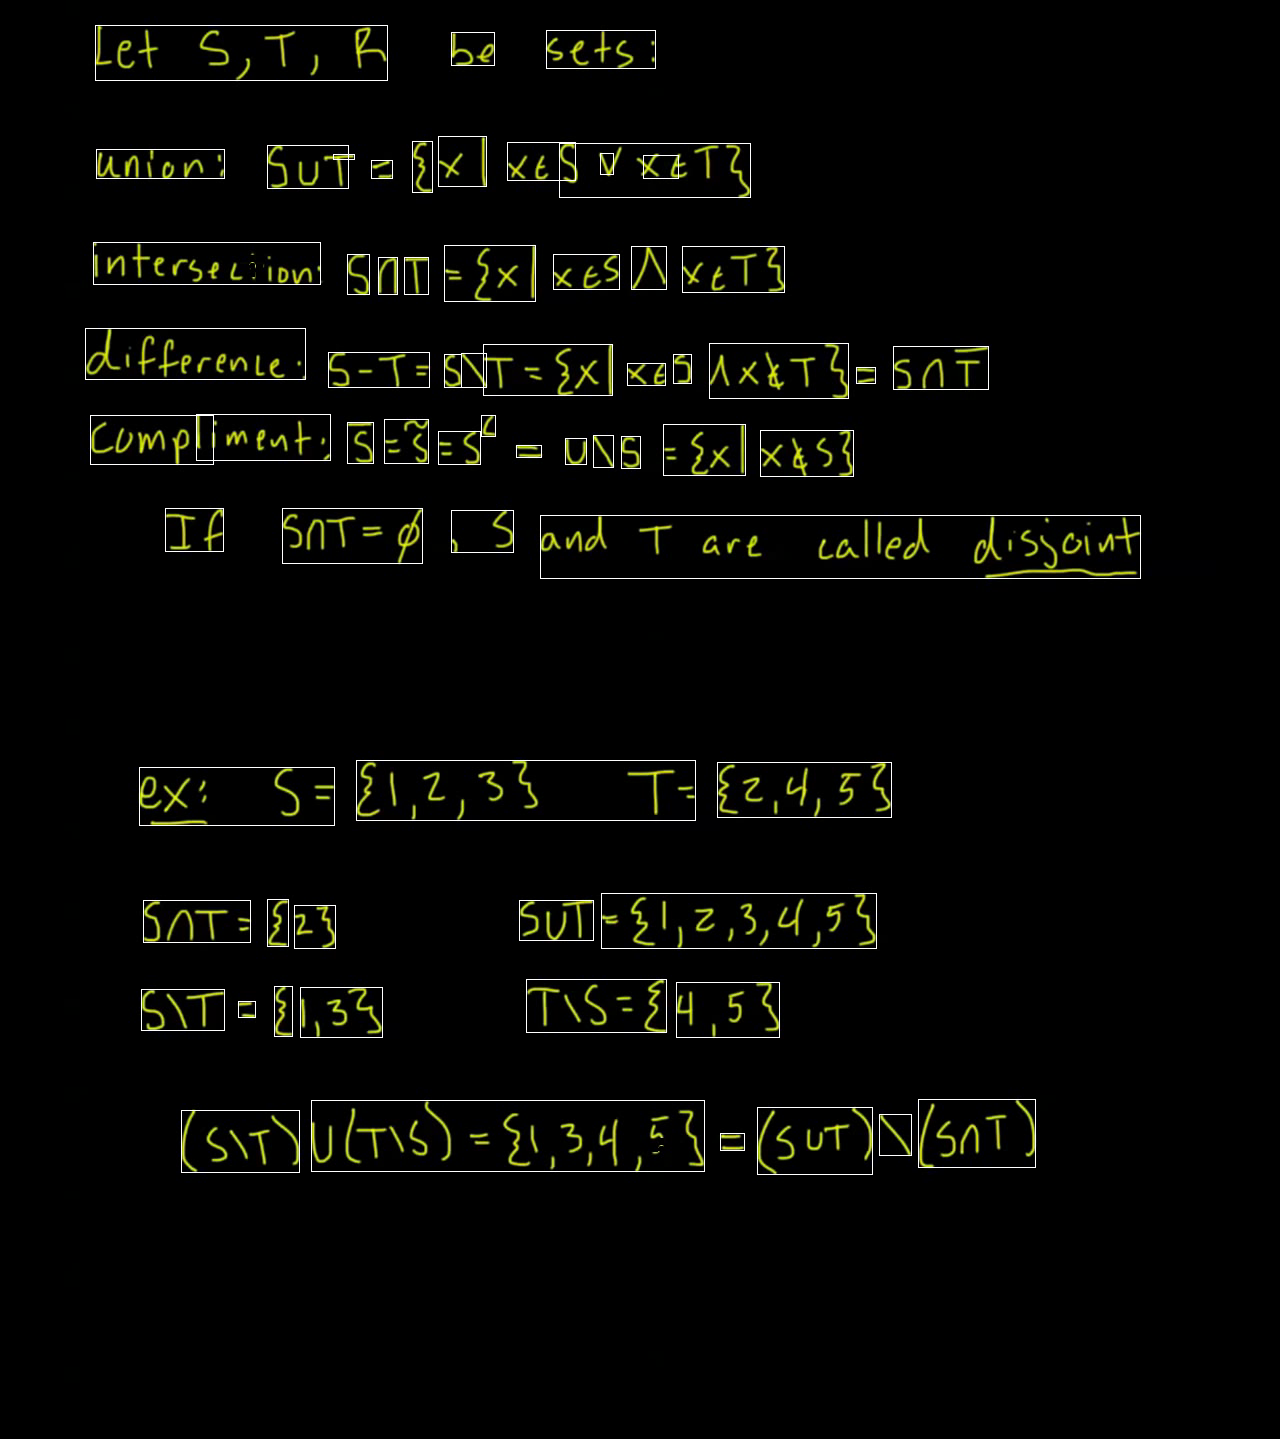 Let S, T, R be sets:
union: S∪T = {x | x∈S ∨ x∈T}
intersection: S∩T = {x | x∈S ∧ x∈T}
difference: S-T = S\T = {x | x∈S ∧ x∉T} = S∩T̅
Compliment: S̅ = S̃ = Sᶜ = U\S = {x | x∉S}
If S∩T = ∅, S and T are called disjoint
ex: S = {1, 2, 3} T = {2, 4, 5}
S∩T = {2} S∪T = {1, 2, 3, 4, 5}
S\T = {1, 3} T\S = {4, 5}
(S\T) ∪ (T\S) = {1, 3, 4, 5} = (S∪T) \ (S∩T)